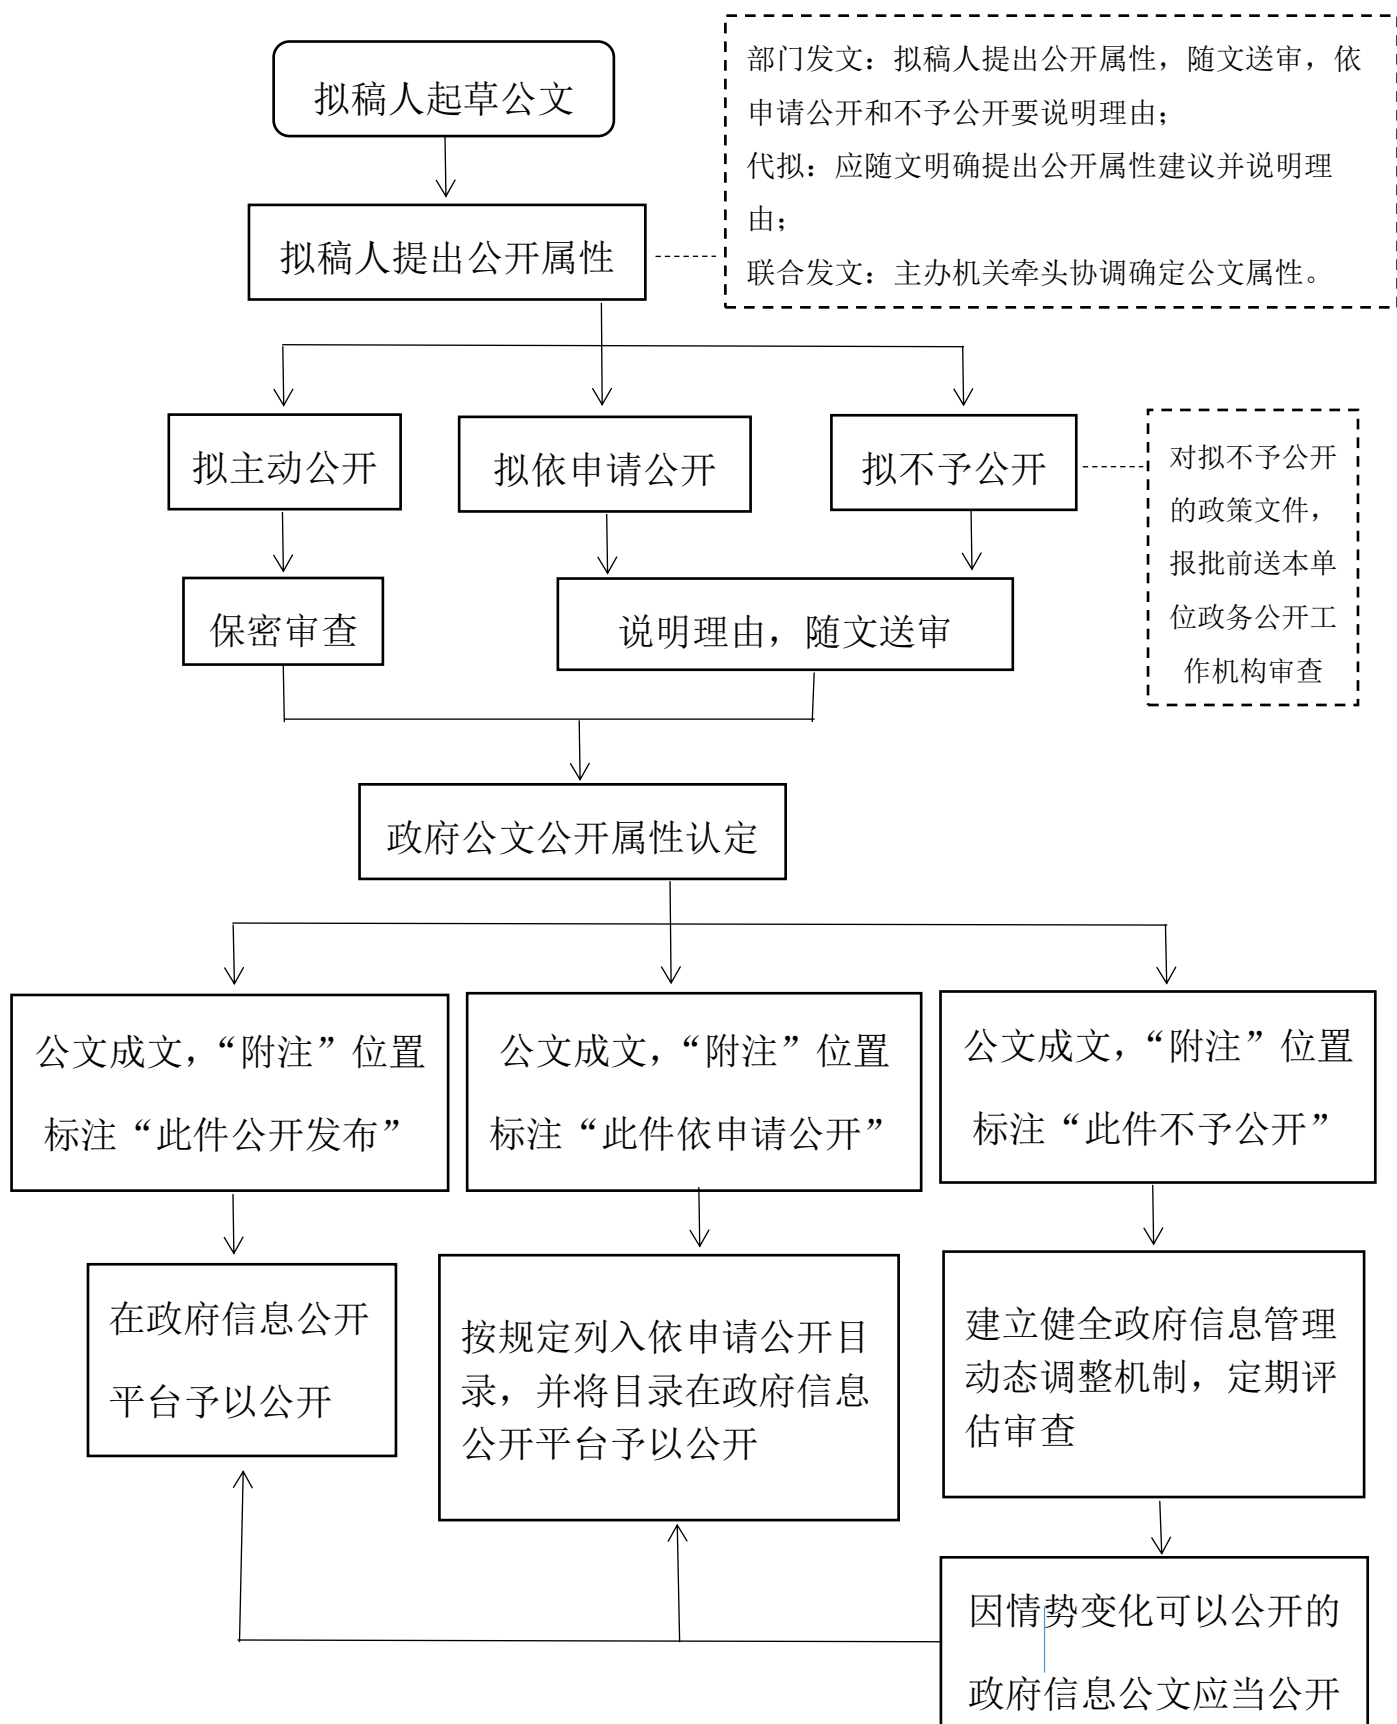 拟稿人起草公文
部门发文：拟稿人提出公开属性，随文送审，依
申请公开和不予公开要说明理由；
代拟：应随文明确提出公开属性建议并说明理
由；
联合发文：主办机关牵头协调确定公文属性。
拟稿人提出公开属性
拟主动公开
拟依申请公开
拟不予公开
对拟不予公开
的政策文件，
报批前送本单
位政务公开工
作机构审查
保密审查
说明理由，随文送审
政府公文公开属性认定
公文成文，“附注”位置
标注“此件公开发布”
公文成文，“附注”位置
标注“此件依申请公开”
公文成文，“附注”位置
标注“此件不予公开”
在政府信息公开
平台予以公开
按规定列入依申请公开目
录，并将目录在政府信息
公开平台予以公开
建立健全政府信息管理
动态调整机制，定期评
估审查
因情势变化可以公开的
政府信息公文应当公开